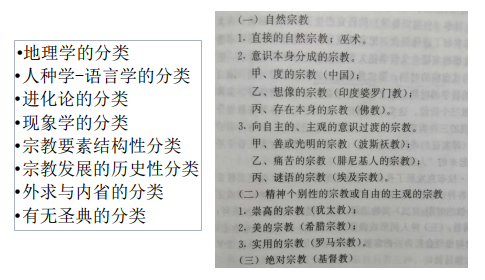 •地理学的分类
•人种学-语言学的分类
•进化论的分类
•现象学的分类
•宗教要素结构性分类
•宗教发展的历史性分类
•外求与内省的分类
•有无圣典的分类
(一) 自然宗教
1. 直接的自然宗教：巫术。
2. 意识本身分成的宗教。
甲、度的宗教（中国）；
乙、想像的宗教（印度婆罗门教）；
丙、存在本身的宗教（佛教）。
3. 向自主的、主观的意识过渡的宗教。
甲、善或光明的宗教（波斯祆教）；
乙、痛苦的宗教（腓尼基人的宗教）；
丙、谜语的宗教（埃及宗教）。
(二) 精神个别性的宗教或自由的主观的宗教
1. 崇高的宗教（犹太教）；
2. 美的宗教（希腊宗教）；
3. 实用的宗教（罗马宗教）。
(三) 绝对宗教（基督教）